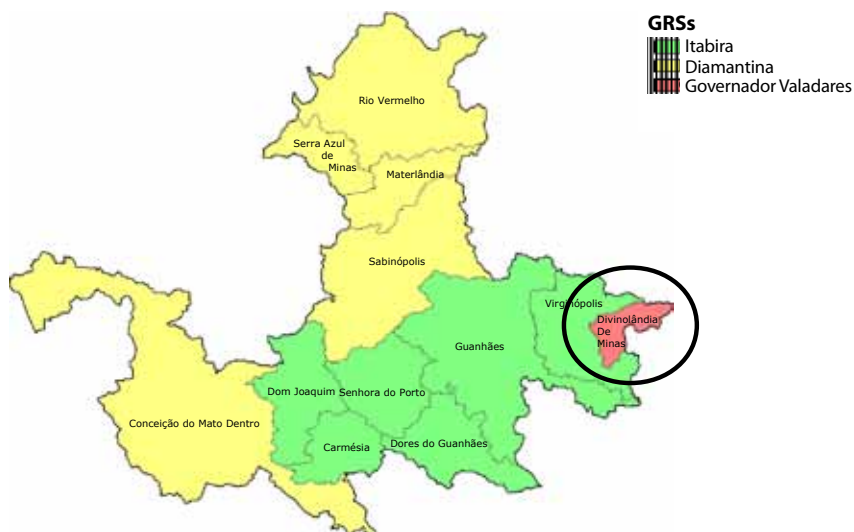 GRSs
Itabira
Diamantina
Governador Valadares
Rio Vermelho
Serra Azul
de
Minas
Materlândia
Sabinópolis
Virginópolis
Divinolândia
De
Minas
Guanhães
Dom Joaquim
Senhora do Porto
Conceição do Mato Dentro
Carmésia
Dores do Guanhães